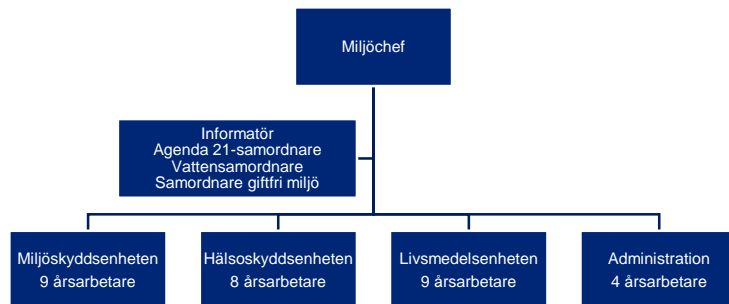 Miljöchef
Informatör
Agenda 21-samordnare
Vattensamordnare
Samordnare giftfri miljö
Miljöskyddsenheten
9 årsarbetare
Hälsoskyddsenheten
8 årsarbetare
Livsmedelsenheten
9 årsarbetare
Administration
4 årsarbetare